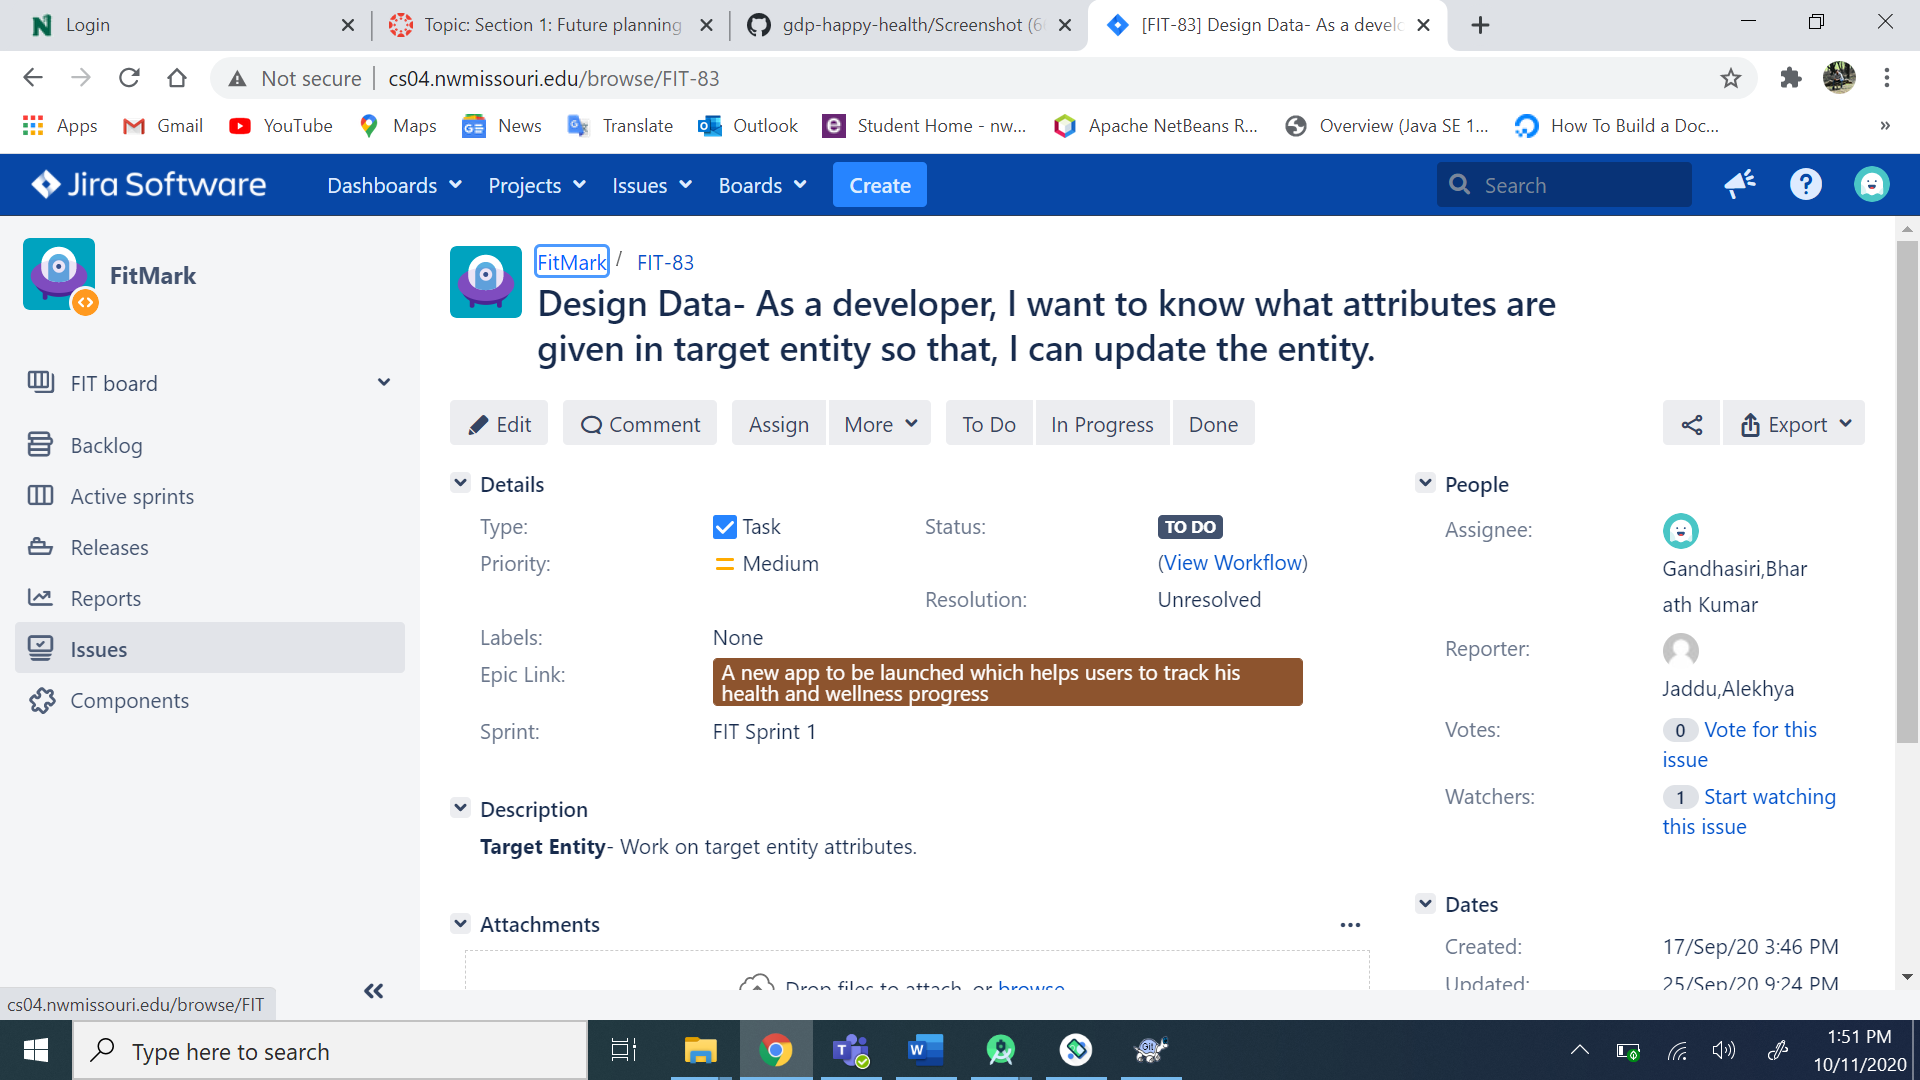 Login
Topic: Section 1: Future planning
gdp-happy-health/Screenshot (6
[FIT-83] Design Data- As a develo
Not secure
cs04.nwmissouri.edu/browse/FIT-83
Apps
Gmail
YouTube
Maps
News
Translate
Outlook
Student Home - nw...
Apache NetBeans R...
Overview (Java SE 1...
How To Build a Doc...
»
Jira Software
Dashboards
Projects
Issues
Boards
Create
Search
FitMark
FIT board
Backlog
Active sprints
Releases
Reports
Issues
Components
FitMark / FIT-83
Design Data- As a developer, I want to know what attributes are
given in target entity so that, I can update the entity.
Edit
Comment
Assign
More
To Do
In Progress
Done
Export
Details
Type:
Task
Status:
TO DO
(View Workflow)
Priority:
Medium
Resolution:
Unresolved
Labels:
None
Epic Link:
A new app to be launched which helps users to track his
health and wellness progress
Sprint:
FIT Sprint 1
Description
Target Entity- Work on target entity attributes.
Attachments
Drop files to attach, or browse.
People
Assignee:
Gandhasiri,Bhar
ath Kumar
Reporter:
Jaddu,Alekhya
Votes:
0 Vote for this
issue
Watchers:
1 Start watching
this issue
Dates
Created:
17/Sep/20 3:46 PM
Updated:
25/Sep/20 9:24 PM
cs04.nwmissouri.edu/browse/FIT
Type here to search
1:51 PM
10/11/2020